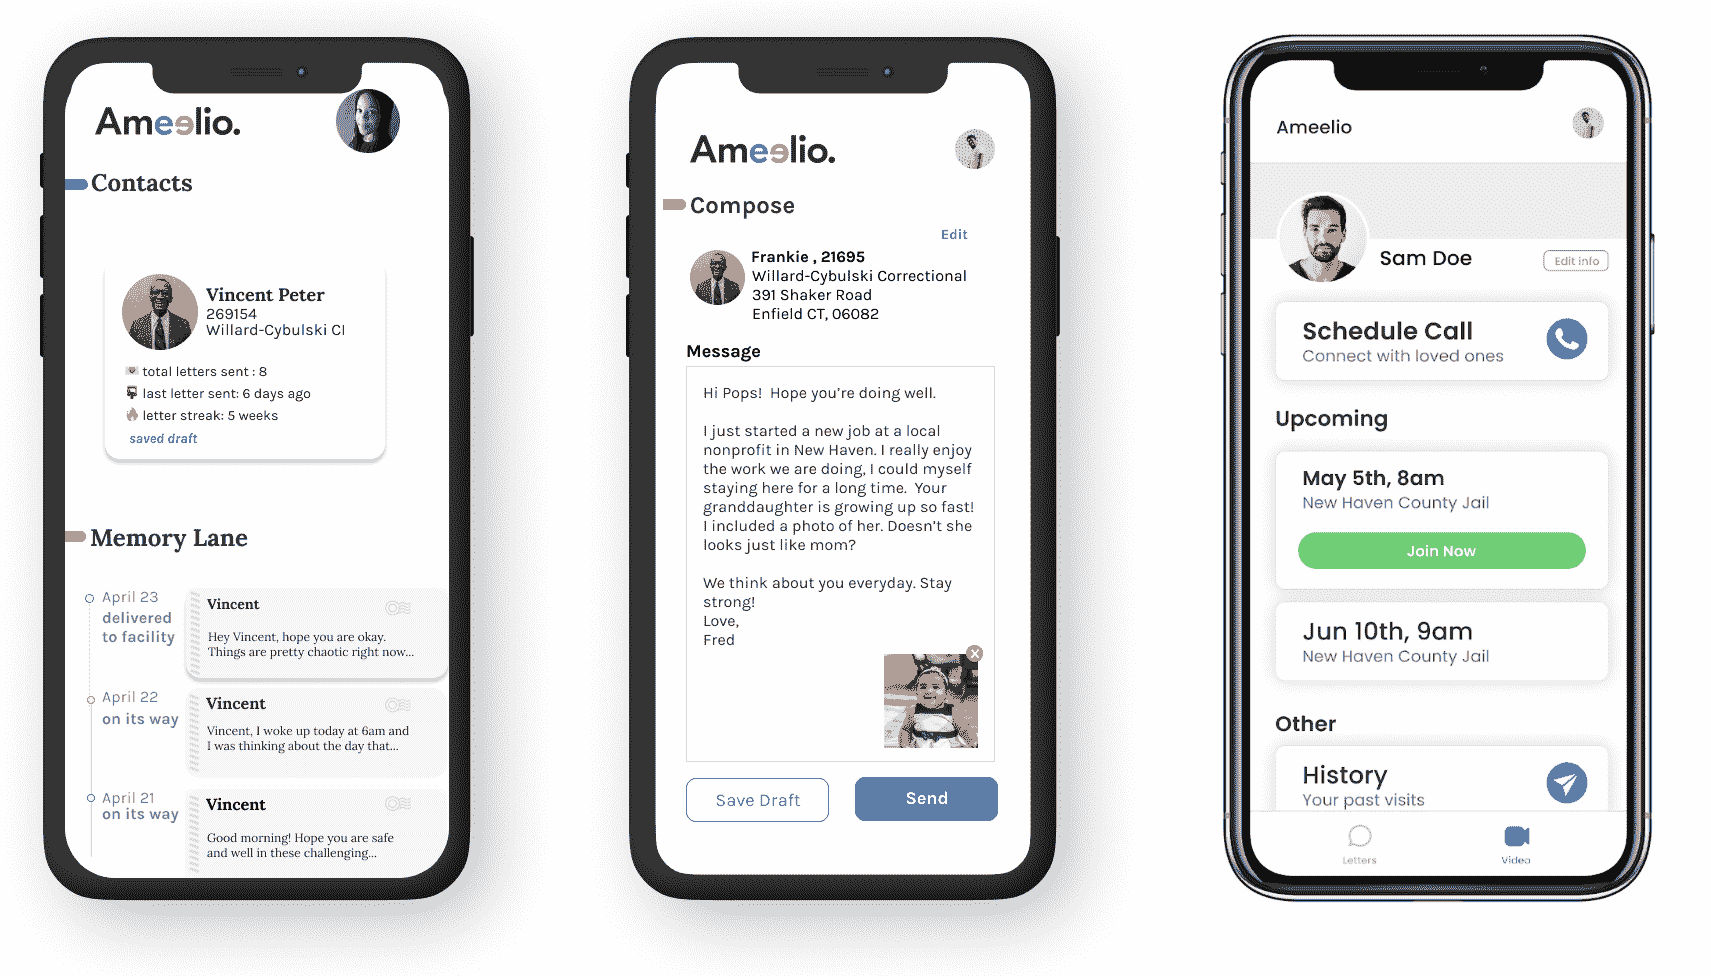 Ameelio.
Contacts
Vincent Peter
269154
Willard-Cybulski CI
total letters sent : 8
last letter sent: 6 days ago
letter streak: 5 weeks
saved draft
Memory Lane
April 23
delivered
to facility
Vincent
Hey Vincent, hope you are okay.
Things are pretty chaotic right now...
April 22
on its way
Vincent
Vincent, I woke up today at 6am and
I was thinking about the day that...
April 21
on its way
Vincent
Good morning! Hope you are safe
and well in these challenging...
Ameelio.
Compose
Edit
Frankie , 21695
Willard-Cybulski Correctional
391 Shaker Road
Enfield CT, 06082
Message
Hi Pops!  Hope you're doing well.
I just started a new job at a local
nonprofit in New Haven. I really enjoy
the work we are doing, I could myself
staying here for a long time.  Your
granddaughter is growing up so fast!
I included a photo of her. Doesn't she
looks just like mom?
We think about you everyday. Stay
strong!
Love,
Fred
Save Draft
Send
Ameelio
Sam Doe
Edit info
Schedule Call
Connect with loved ones
Upcoming
May 5th, 8am
New Haven County Jail
Join Now
Jun 10th, 9am
New Haven County Jail
Other
History
Your past visits
Letters
Video